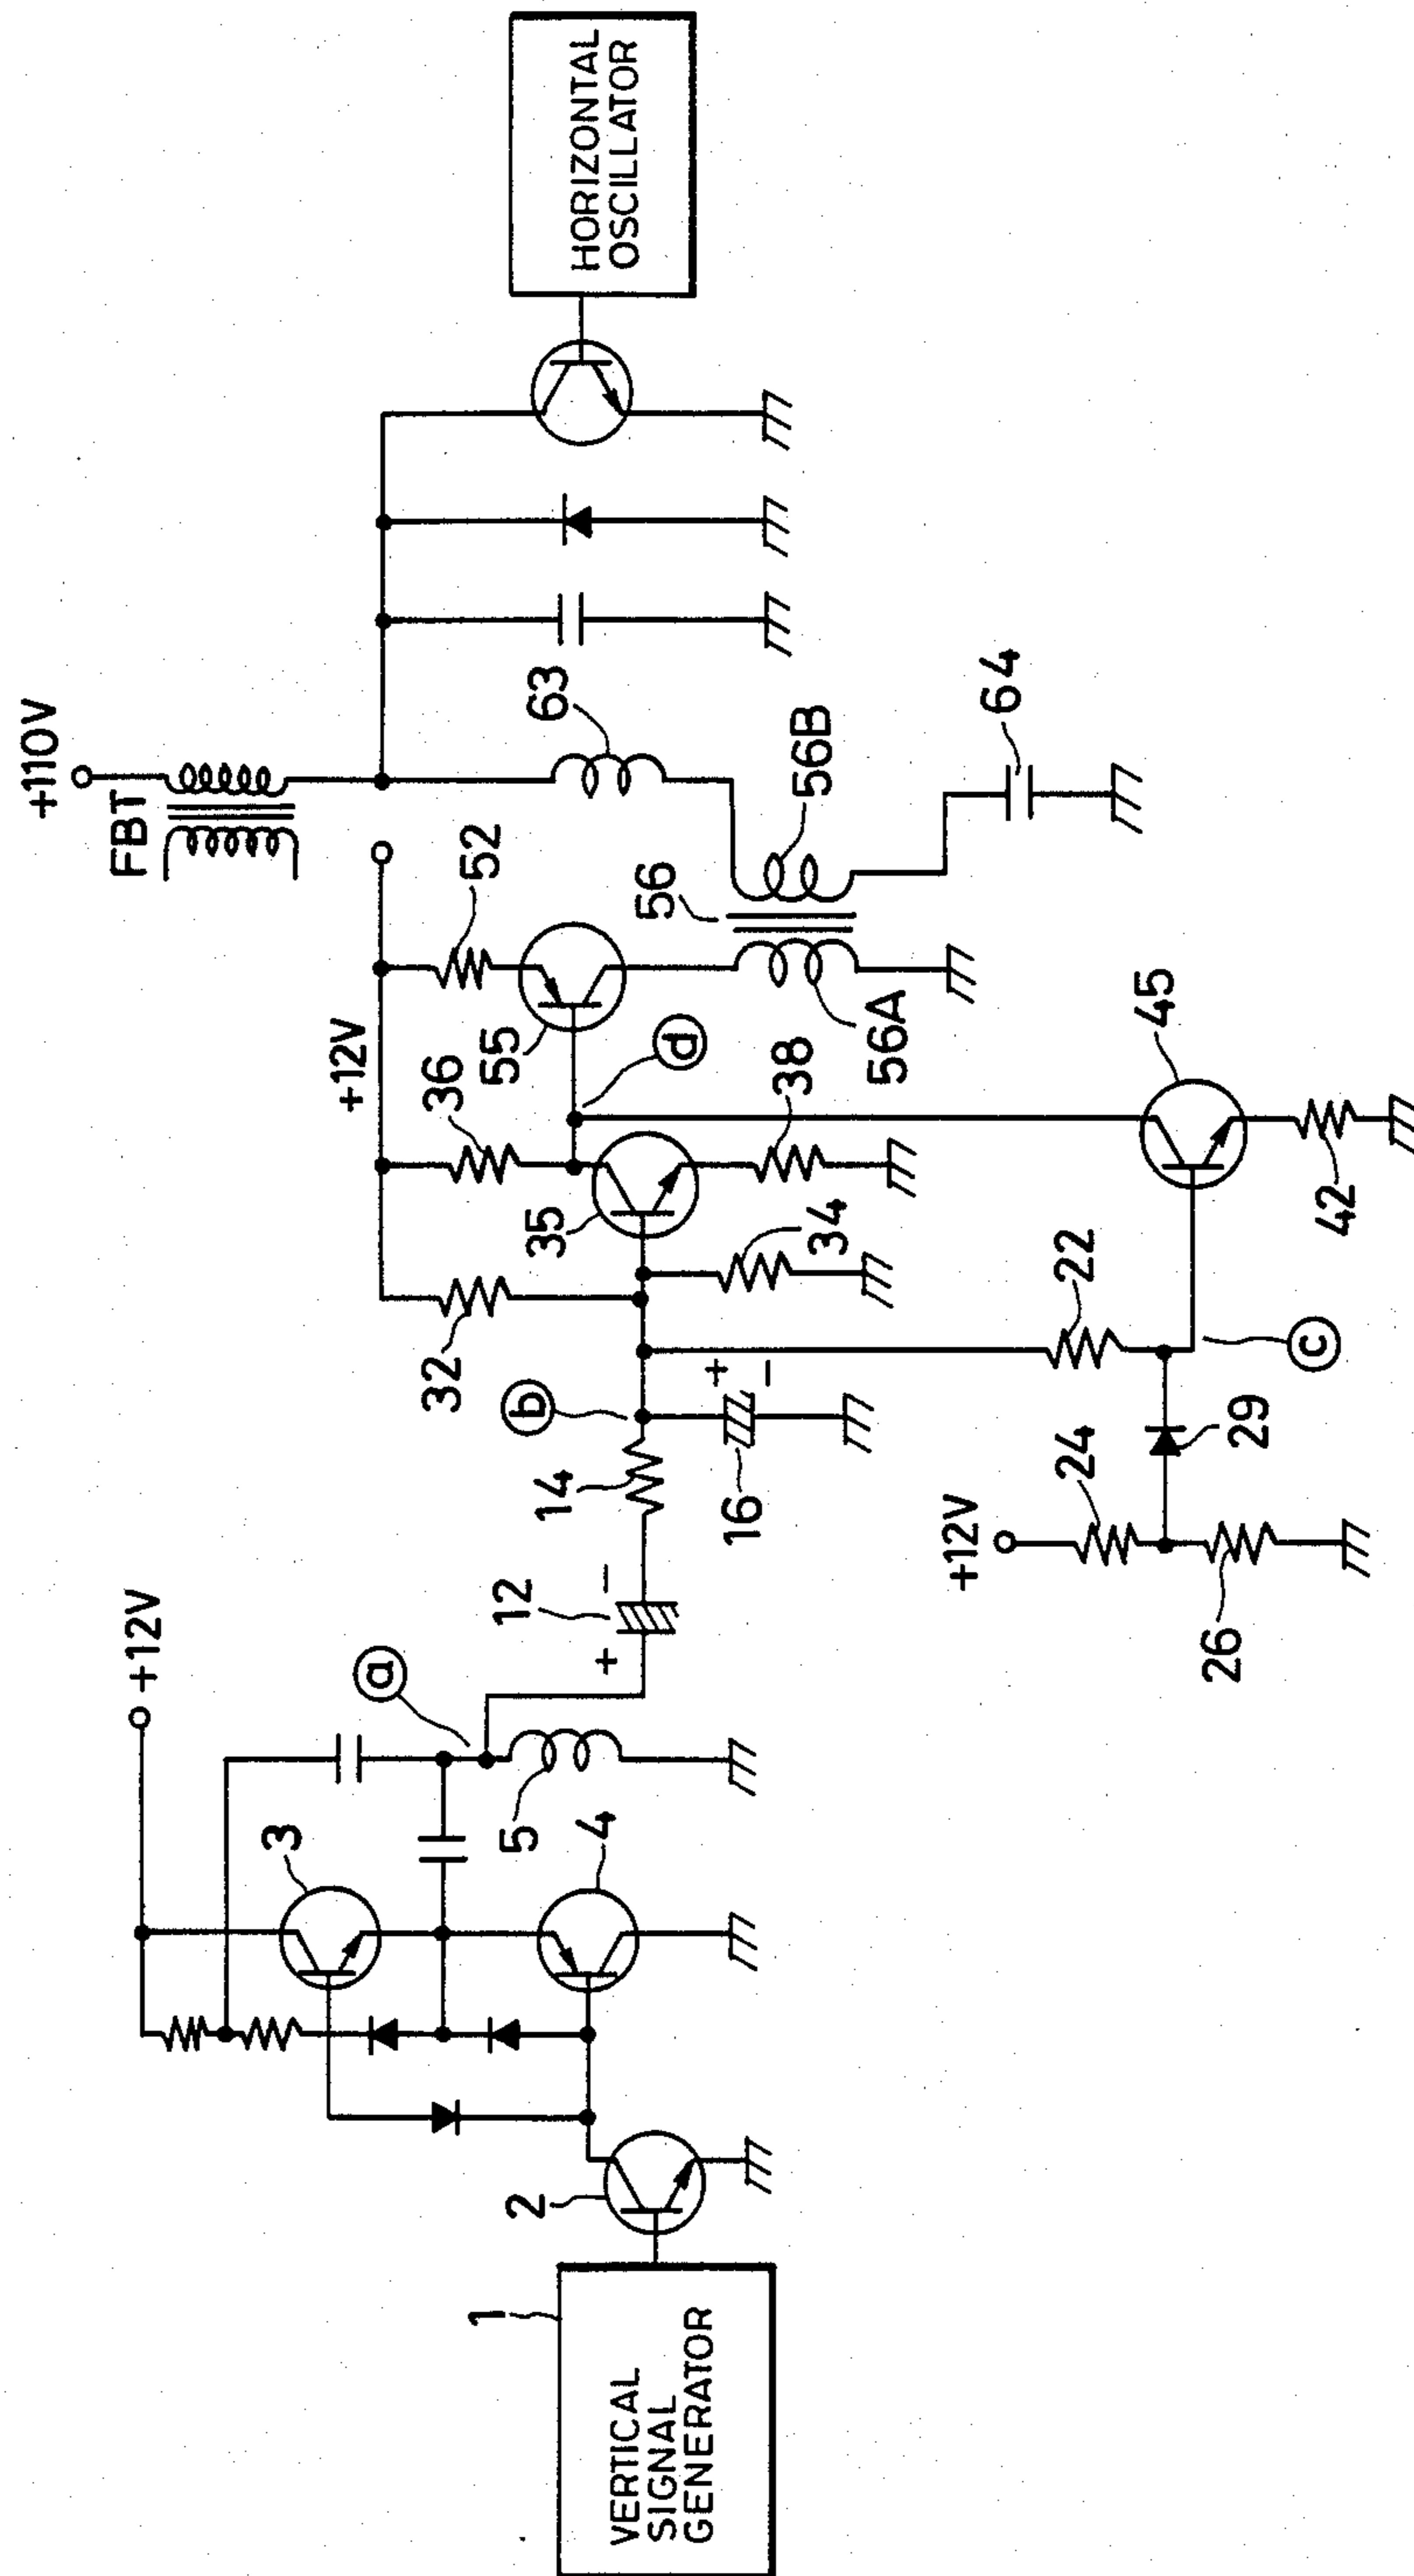 1
VERTICAL
SIGNAL
GENERATOR
2
3
4
5
+12V
a
12
+
−
14
b
16
+
−
32
34
35
36
38
+12V
d
52
55
56
56A
56B
63
64
FBT
+110V
HORIZONTAL
OSCILLATOR
+12V
24
26
29
22
c
45
42